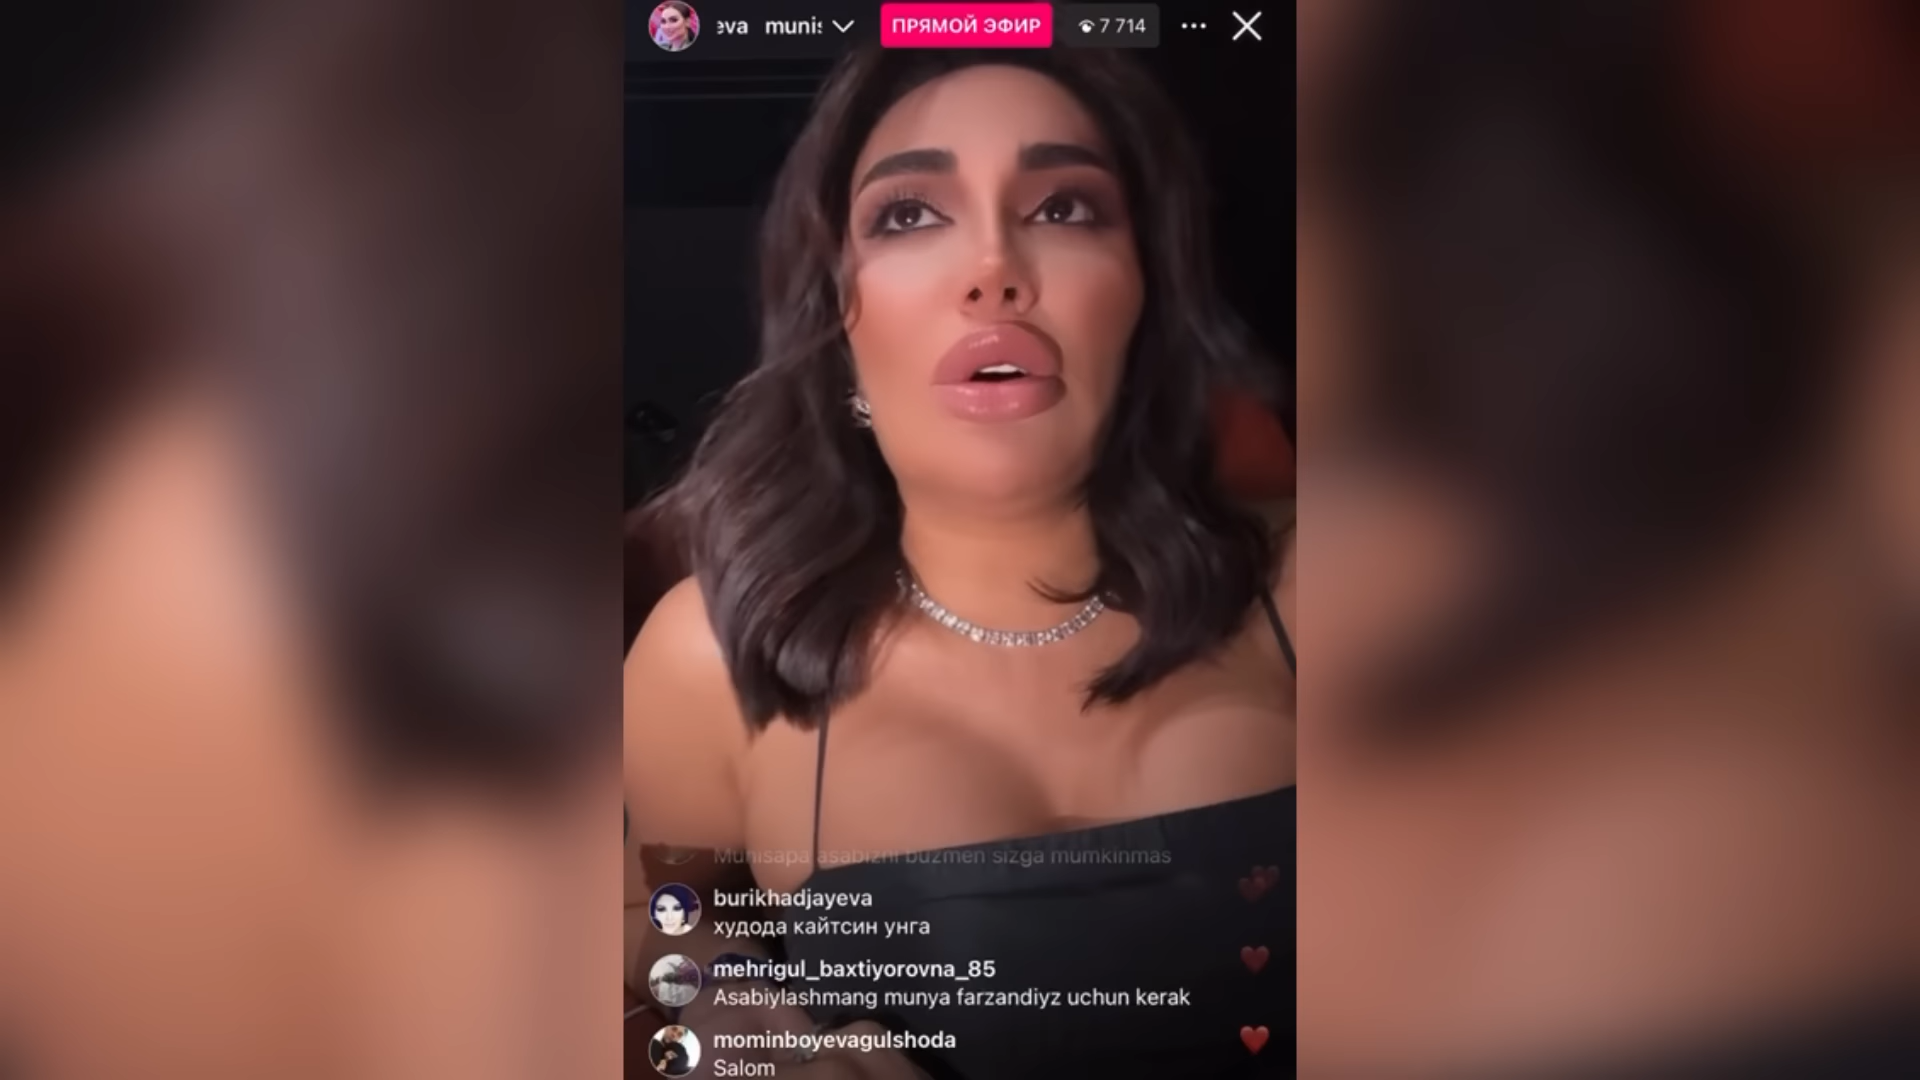 eva munis
ПРЯМОЙ ЭФИР
7 714
Munisapa asabizni buzmen sizga mumkinmas
burikhadjayeva
худода кайтсин унга
mehrigul_baxtiyorovna_85
Asabiylashmang munya farzandiyz uchun kerak
mominboyevagulshoda
Salom